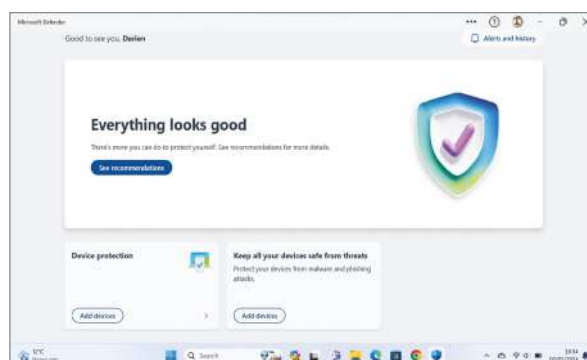 Microsoft Defender
Good to see you, Darien
Alerts and history
Everything looks good
There's more you can do to protect yourself. See recommendations for more details.
See recommendations
Device protection
Add devices
Keep all your devices safe from threats
Protect your devices from malware and phishing
attacks.
Add devices
Search